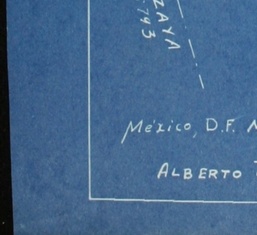 ZAYA
793
México, D.F.
ALBERTO